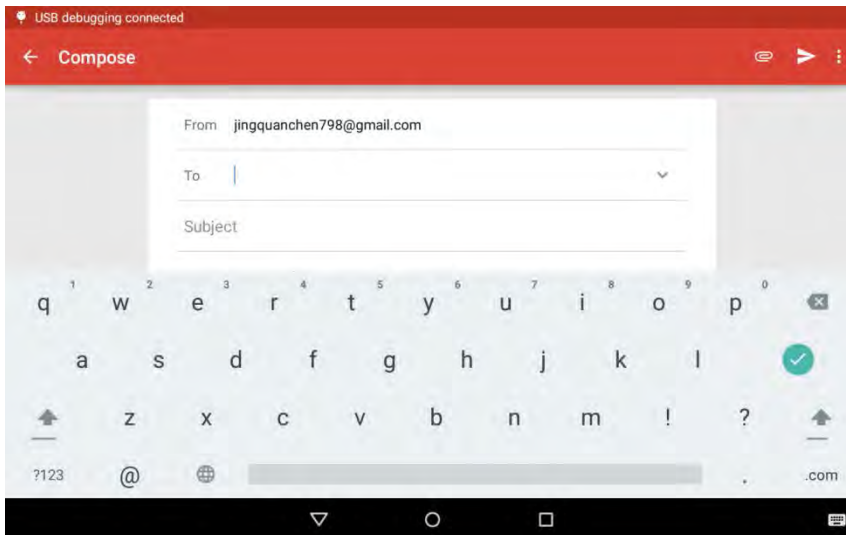 USB debugging connected
Compose
From jingquanchen798@gmail.com
To
Subject
1 2 3 4 5 6 7 8 9 0
q w e r t y u i o p
a s d f g h j k l
z x c v b n m ! ?
?123 @ . .com